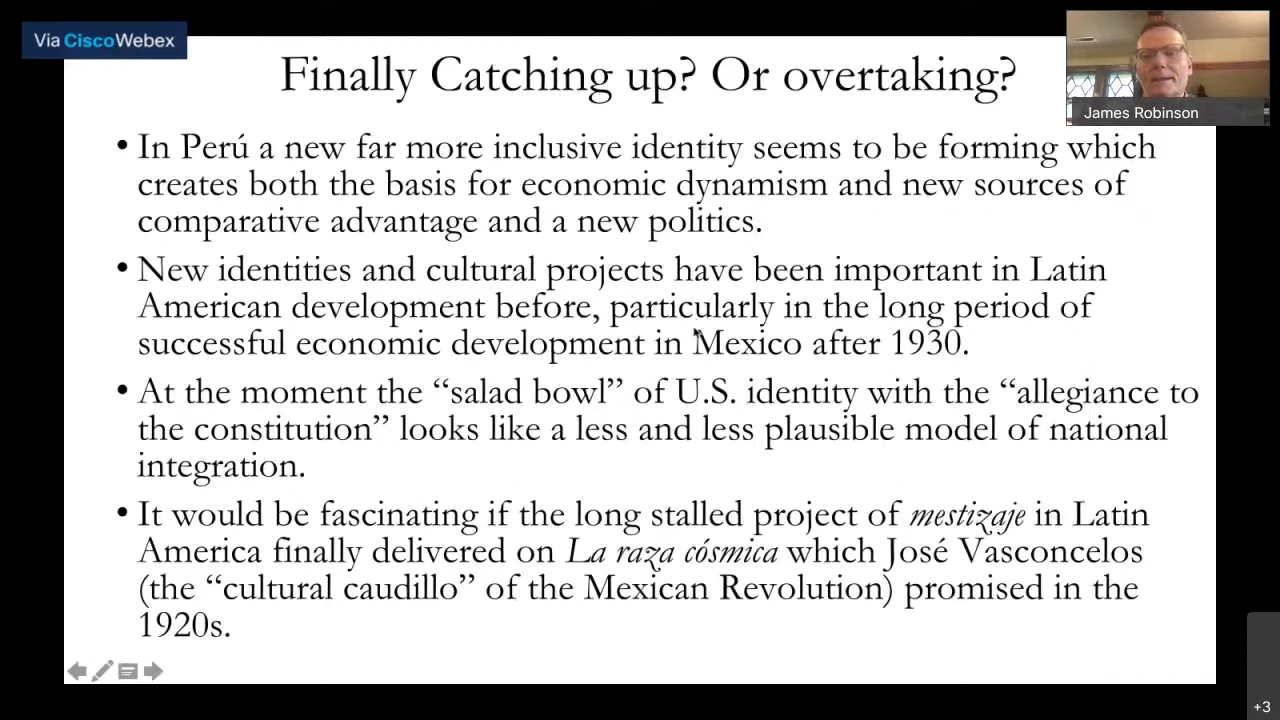 Via CiscoWebex
Finally Catching up? Or overtaking?
James Robinson
• In Perú a new far more inclusive identity seems to be forming which
creates both the basis for economic dynamism and new sources of
comparative advantage and a new politics.
• New identities and cultural projects have been important in Latin
American development before, particularly in the long period of
successful economic development in Mexico after 1930.
• At the moment the “salad bowl” of U.S. identity with the “allegiance to
the constitution” looks like a less and less plausible model of national
integration.
• It would be fascinating if the long stalled project of mestizaje in Latin
America finally delivered on La raza cósmica which José Vasconcelos
(the “cultural caudillo” of the Mexican Revolution) promised in the
1920s.
+3